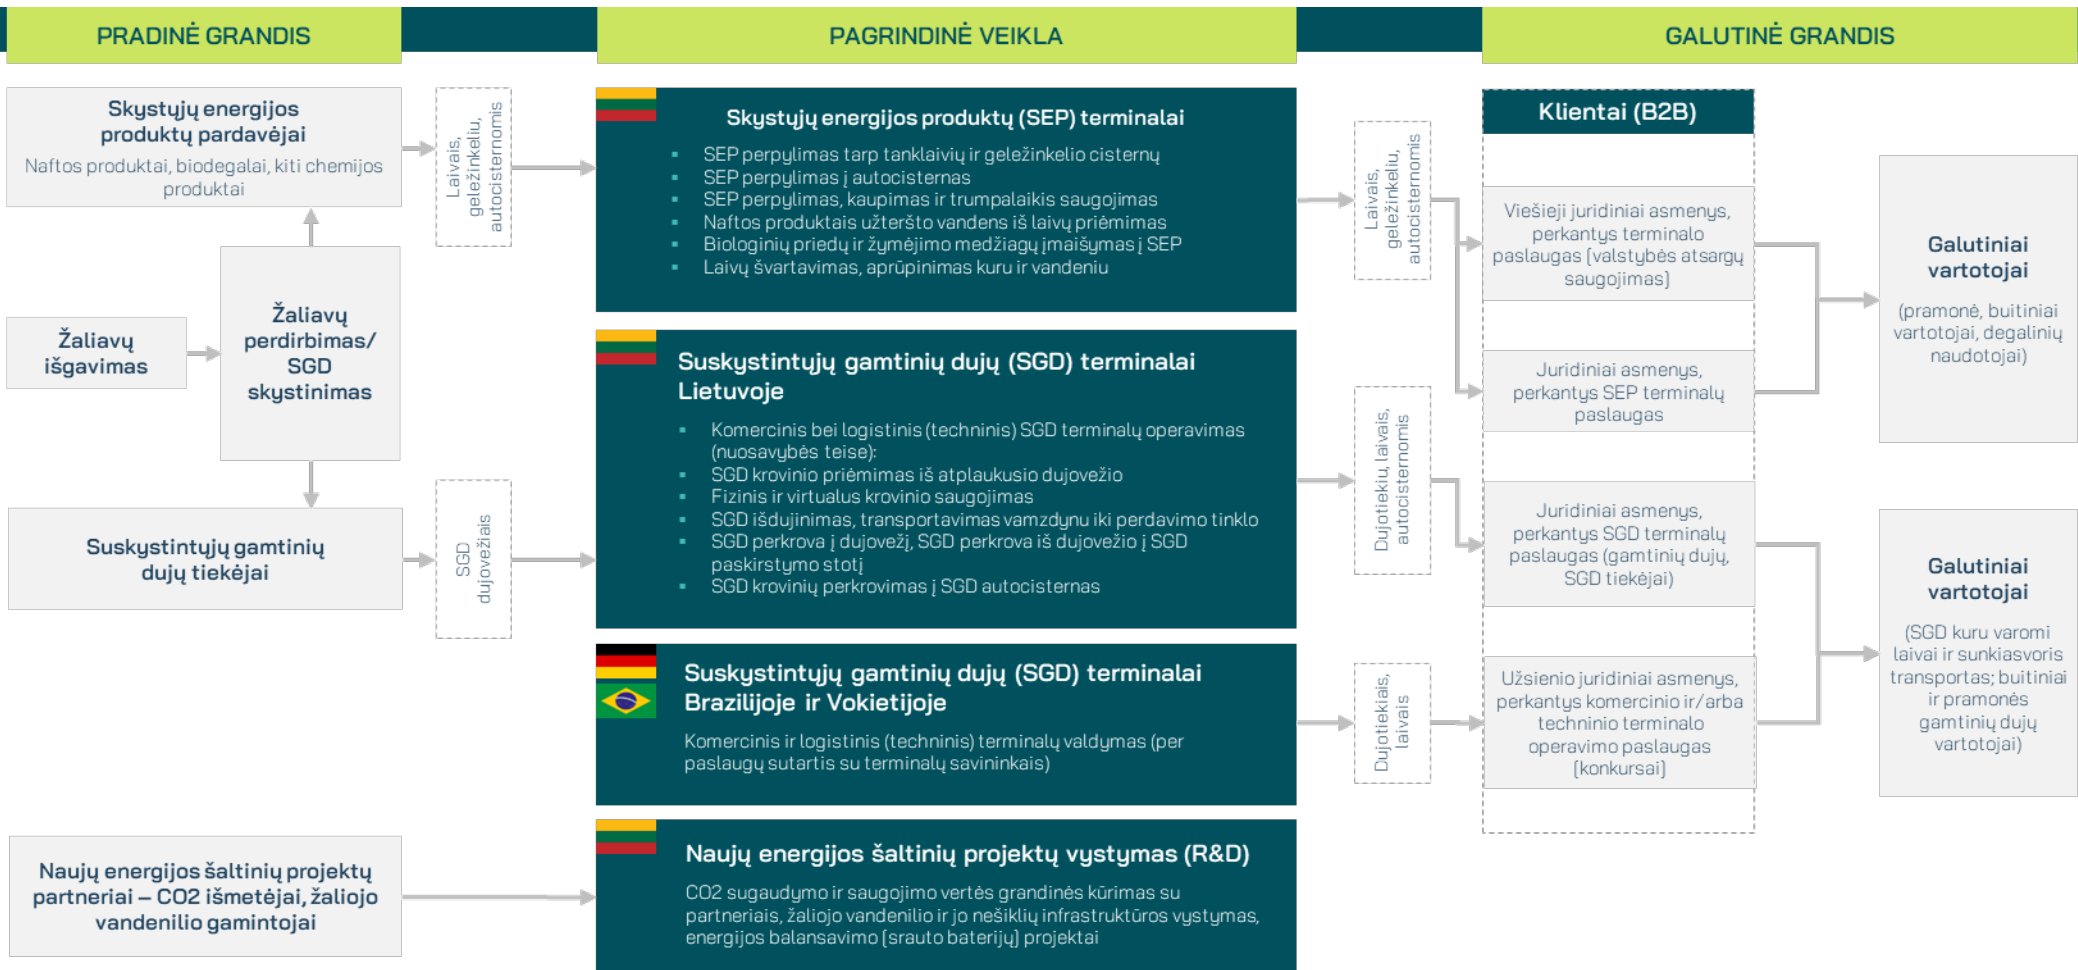 PRADINĖ GRANDIS
PAGRINDINĖ VEIKLA
GALUTINĖ GRANDIS
Skystųjų energijos
produktų pardavėjai
Naftos produktai, biodegalai, kiti chemijos
produktai
Žaliavų
išgavimas
Žaliavų
perdirbimas/
SGD
skystinimas
Suskystintųjų gamtinių
dujų tiekėjai
Naujų energijos šaltinių projektų
partneriai – CO2 išmetėjai, žaliojo
vandenilio gamintojai
Laivais,
geležinkeliu,
autocisternomis
SGD
dujovežiais
Skystųjų energijos produktų (SEP) terminalai
▪ SEP perpylimas tarp tanklaivių ir geležinkelio cisternų
▪ SEP perpylimas į autocisternas
▪ SEP perpylimas, kaupimas ir trumpalaikis saugojimas
▪ Naftos produktais užteršto vandens iš laivų priėmimas
▪ Biologinių priedų ir žymėjimo medžiagų įmaišymas į SEP
▪ Laivų švartavimas, aprūpinimas kuru ir vandeniu
Suskystintųjų gamtinių dujų (SGD) terminalai
Lietuvoje
▪ Komercinis bei logistinis (techninis) SGD terminalų operavimas
(nuosavybės teise):
▪ SGD krovinio priėmimas iš atplaukusio dujovežio
▪ Fizinis ir virtualus krovinio saugojimas
▪ SGD išdujinimas, transportavimas vamzdynu iki perdavimo tinklo
▪ SGD perkrova į dujovežį, SGD perkrova iš dujovežio į SGD
paskirstymo stotį
▪ SGD krovinių perkrovimas į SGD autocisternas
Suskystintųjų gamtinių dujų (SGD) terminalai
Brazilijoje ir Vokietijoje
Komercinis ir logistinis (techninis) terminalų valdymas (per
paslaugų sutartis su terminalų savininkais)
Naujų energijos šaltinių projektų vystymas (R&D)
CO2 sugaudymo ir saugojimo vertės grandinės kūrimas su
partneriais, žaliojo vandenilio ir jo nešiklių infrastruktūros vystymas,
energijos balansavimo [srauto baterijų] projektai
Laivais,
geležinkeliu,
autocisternomis
Dujotiekiu, laivais,
autocisternomis
Dujotiekiais,
laivais
Klientai (B2B)
Viešieji juridiniai asmenys,
perkantys terminalo
paslaugas [valstybės atsargų
saugojimas]
Juridiniai asmenys,
perkantys SEP terminalų
paslaugas
Juridiniai asmenys,
perkantys SGD terminalų
paslaugas (gamtinių dujų,
SGD tiekėjai)
Užsienio juridiniai asmenys,
perkantys komercinio ir/arba
techninio terminalo
operavimo paslaugas
[konkursai]
Galutiniai
vartotojai
(pramonė, buitiniai
vartotojai, degalinių
naudotojai)
Galutiniai
vartotojai
(SGD kuru varomi
laivai ir sunkiasvoris
transportas; buitiniai
ir pramonės
gamtinių dujų
vartotojai)